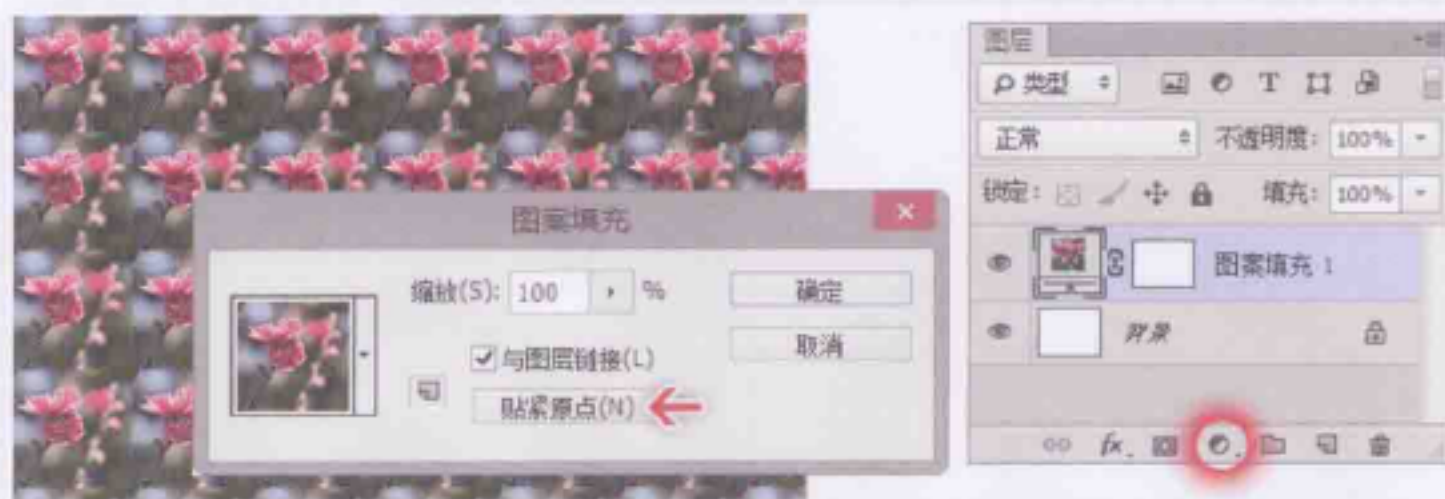 图案填充
缩放(S): 100 %
确定
与图层链接(L)
取消
贴紧原点(N)
图层
类型
T
正常
不透明度: 100%
锁定:
填充: 100%
图案填充 1
背景
fx.